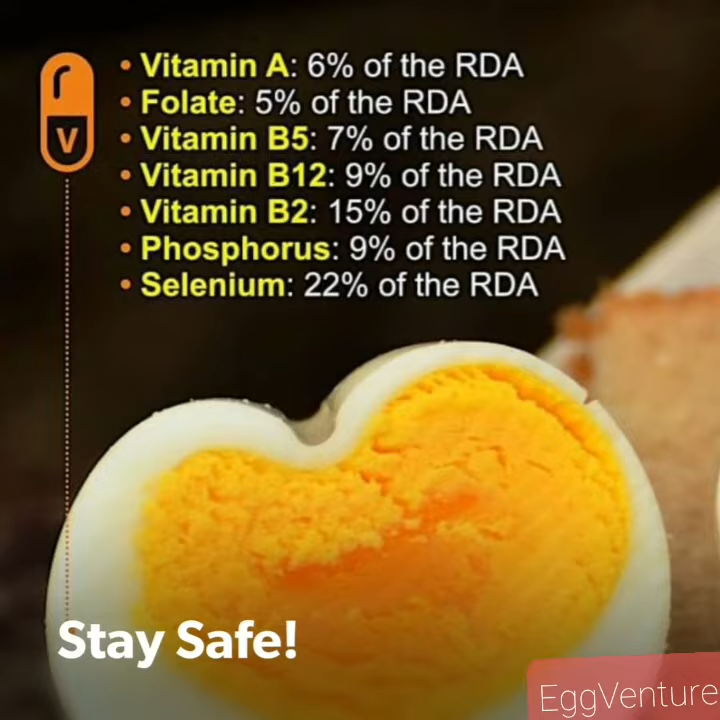 • Vitamin A: 6% of the RDA
• Folate: 5% of the RDA
• Vitamin B5: 7% of the RDA
• Vitamin B12: 9% of the RDA
• Vitamin B2: 15% of the RDA
• Phosphorus: 9% of the RDA
• Selenium: 22% of the RDA
V
Stay Safe!
EggVenture